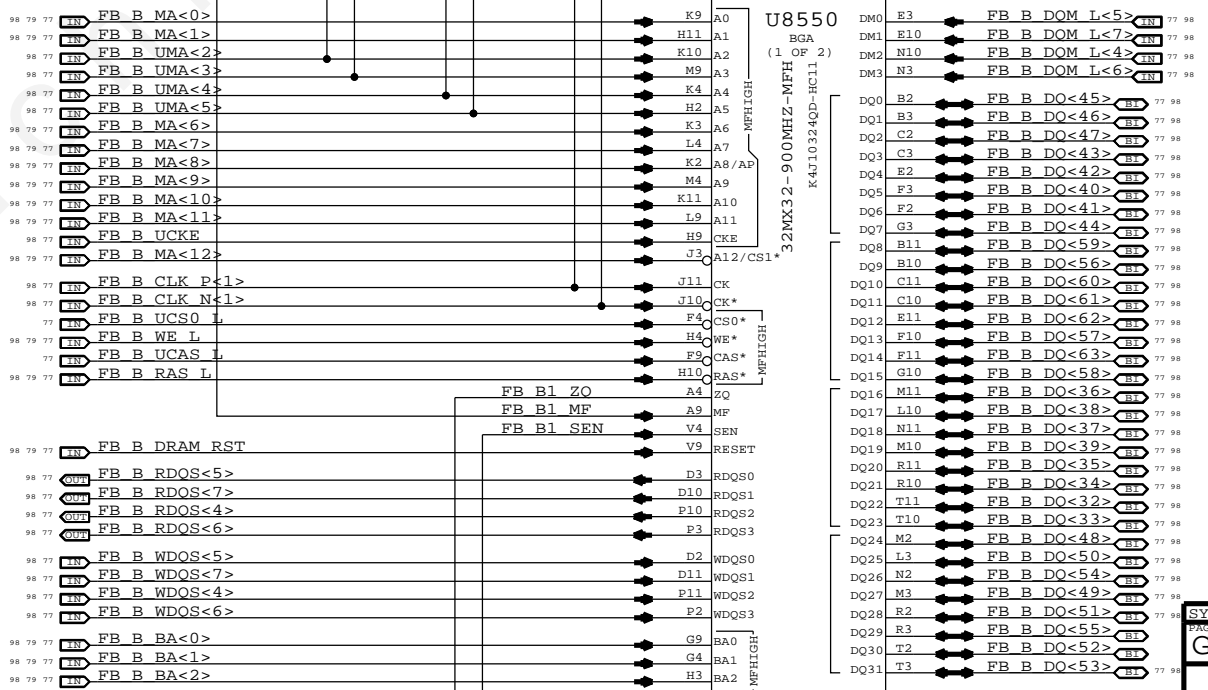 98 79 77 IN FB_B_MA<0> K9 A0 U8550 DM0 E3 FB_B_DQM_L<5> IN 77 98
98 79 77 IN FB_B_MA<1> H11 A1 BGA DM1 E10 FB_B_DQM_L<7> IN 77 98
98 77 IN FB_B_UMA<2> K10 A2 (1 OF 2) DM2 N10 FB_B_DQM_L<4> IN 77 98
98 77 IN FB_B_UMA<3> M9 A3 DM3 N3 FB_B_DQM_L<6> IN 77 98
98 77 IN FB_B_UMA<4> K4 A4
98 77 IN FB_B_UMA<5> H2 A5 DQ0 B2 FB_B_DQ<45> BI 77 98
98 79 77 IN FB_B_MA<6> K3 A6 DQ1 B3 FB_B_DQ<46> BI 77 98
98 79 77 IN FB_B_MA<7> L4 A7 DQ2 C2 FB_B_DQ<47> BI 77 98
98 79 77 IN FB_B_MA<8> K2 A8/AP DQ3 C3 FB_B_DQ<43> BI 77 98
98 79 77 IN FB_B_MA<9> M4 A9 DQ4 E2 FB_B_DQ<42> BI 77 98
98 79 77 IN FB_B_MA<10> K11 A10 DQ5 F3 FB_B_DQ<40> BI 77 98
98 79 77 IN FB_B_MA<11> L9 A11 DQ6 F2 FB_B_DQ<41> BI 77 98
98 77 IN FB_B_UCKE H9 CKE DQ7 G3 FB_B_DQ<44> BI 77 98
98 79 77 IN FB_B_MA<12> J3 A12/CS1* DQ8 B11 FB_B_DQ<59> BI 77 98
MFHIGH
32MX32-900MHZ-MFH
K4J10324QD-HC11
DQ9 B10 FB_B_DQ<56> BI 77 98
98 77 IN FB_B_CLK_P<1> J11 CK DQ10 C11 FB_B_DQ<60> BI 77 98
98 77 IN FB_B_CLK_N<1> J10 CK* DQ11 C10 FB_B_DQ<61> BI 77 98
77 IN FB_B_UCS0_L F4 CS0* DQ12 E11 FB_B_DQ<62> BI 77 98
98 79 77 IN FB_B_WE_L H4 WE* DQ13 F10 FB_B_DQ<57> BI 77 98
77 IN FB_B_UCAS_L F9 CAS* DQ14 F11 FB_B_DQ<63> BI 77 98
98 79 77 IN FB_B_RAS_L H10 RAS* DQ15 G10 FB_B_DQ<58> BI 77 98
MFHIGH
FB_B1_ZQ A4 ZQ DQ16 M11 FB_B_DQ<36> BI 77 98
FB_B1_MF A9 MF DQ17 L10 FB_B_DQ<38> BI 77 98
FB_B1_SEN V4 SEN DQ18 N11 FB_B_DQ<37> BI 77 98
98 79 77 IN FB_B_DRAM_RST V9 RESET DQ19 M10 FB_B_DQ<39> BI 77 98
DQ20 R11 FB_B_DQ<35> BI 77 98
98 77 OUT FB_B_RDQS<5> D3 RDQS0 DQ21 R10 FB_B_DQ<34> BI 77 98
98 77 OUT FB_B_RDQS<7> D10 RDQS1 DQ22 T11 FB_B_DQ<32> BI 77 98
98 77 OUT FB_B_RDQS<4> P10 RDQS2 DQ23 T10 FB_B_DQ<33> BI 77 98
98 77 OUT FB_B_RDQS<6> P3 RDQS3 DQ24 M2 FB_B_DQ<48> BI 77 98
98 77 IN FB_B_WDQS<5> D2 WDQS0 DQ25 L3 FB_B_DQ<50> BI 77 98
98 77 IN FB_B_WDQS<7> D11 WDQS1 DQ26 N2 FB_B_DQ<54> BI 77 98
98 77 IN FB_B_WDQS<4> P11 WDQS2 DQ27 M3 FB_B_DQ<49> BI 77 98
98 77 IN FB_B_WDQS<6> P2 WDQS3 DQ28 R2 FB_B_DQ<51> BI 77 98 SY
DQ29 R3 FB_B_DQ<55> BI PAG
98 79 77 IN FB_B_BA<0> G9 BA0 DQ30 T2 FB_B_DQ<52> BI G
98 79 77 IN FB_B_BA<1> G4 BA1 DQ31 T3 FB_B_DQ<53> BI 77 98
98 79 77 IN FB_B_BA<2> H3 BA2
MFHIGH